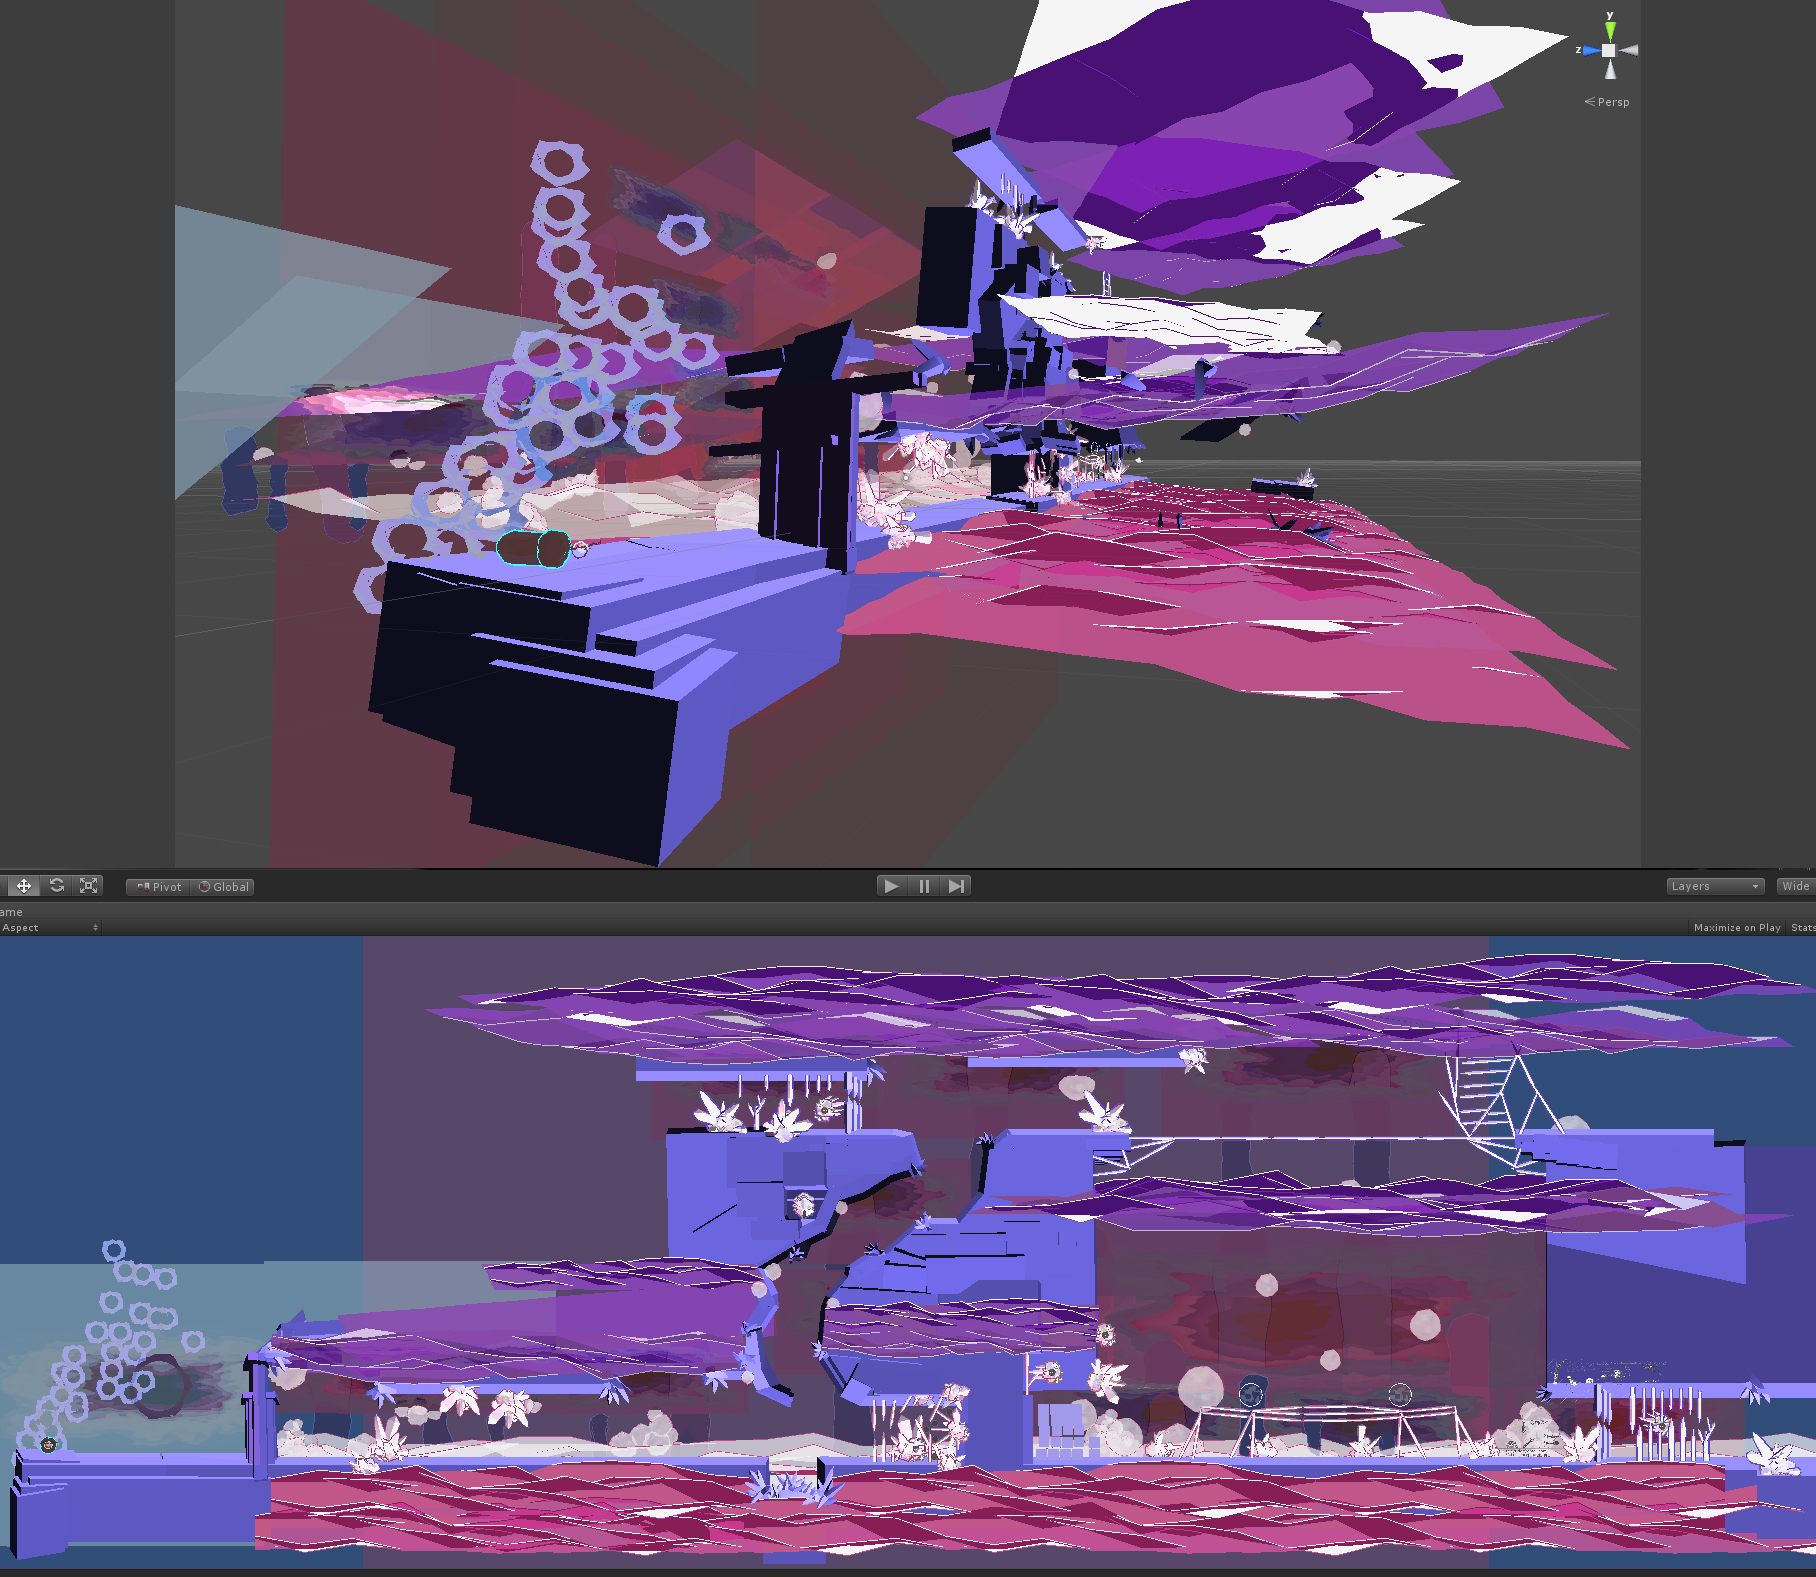 y
z
Persp
Pivot
Global
Layers
Wide
ame
Aspect
Maximize on Play
Stats